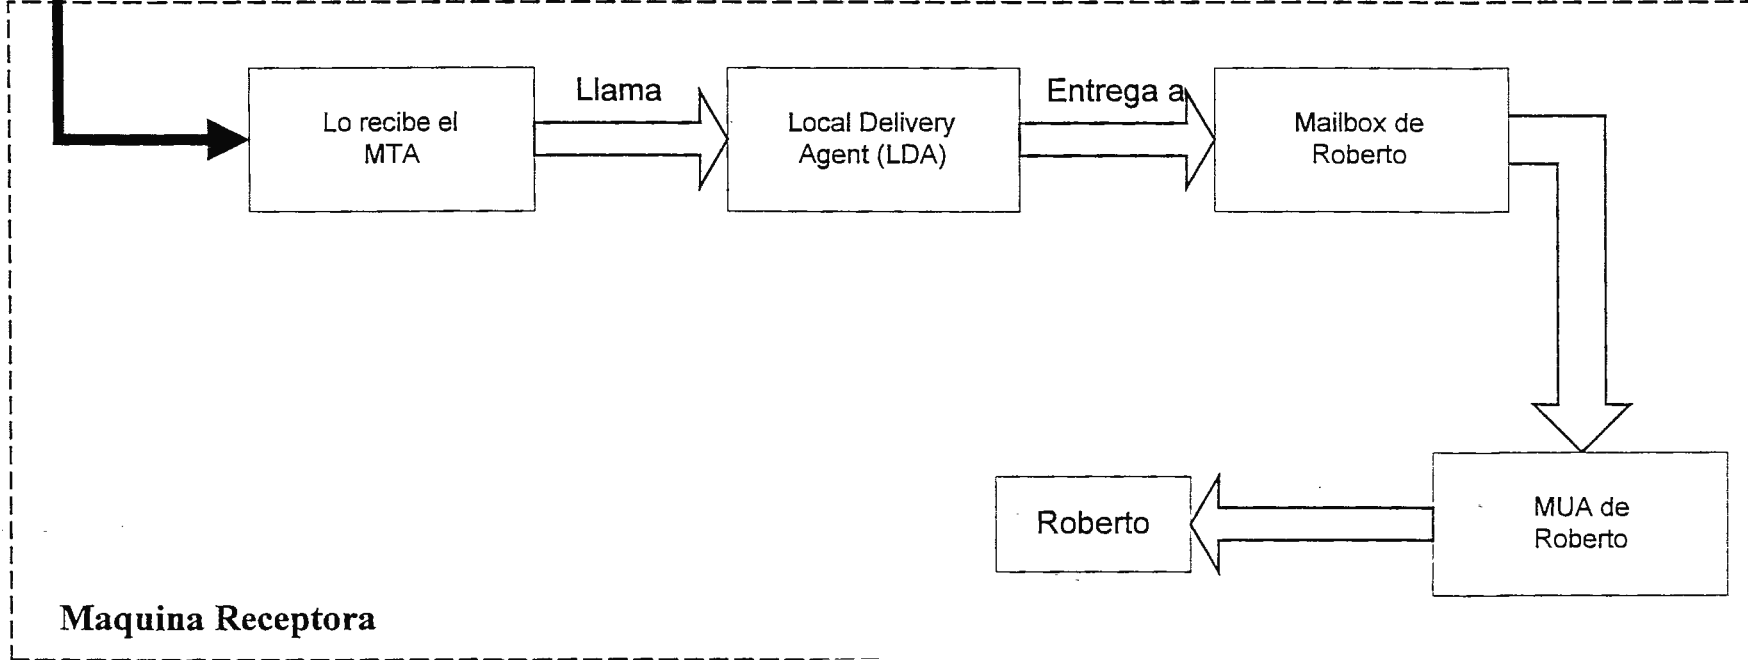 Llama
Entrega a
Lo recibe el
MTA
Local Delivery
Agent (LDA)
Mailbox de
Roberto
Roberto
MUA de
Roberto
Maquina Receptora